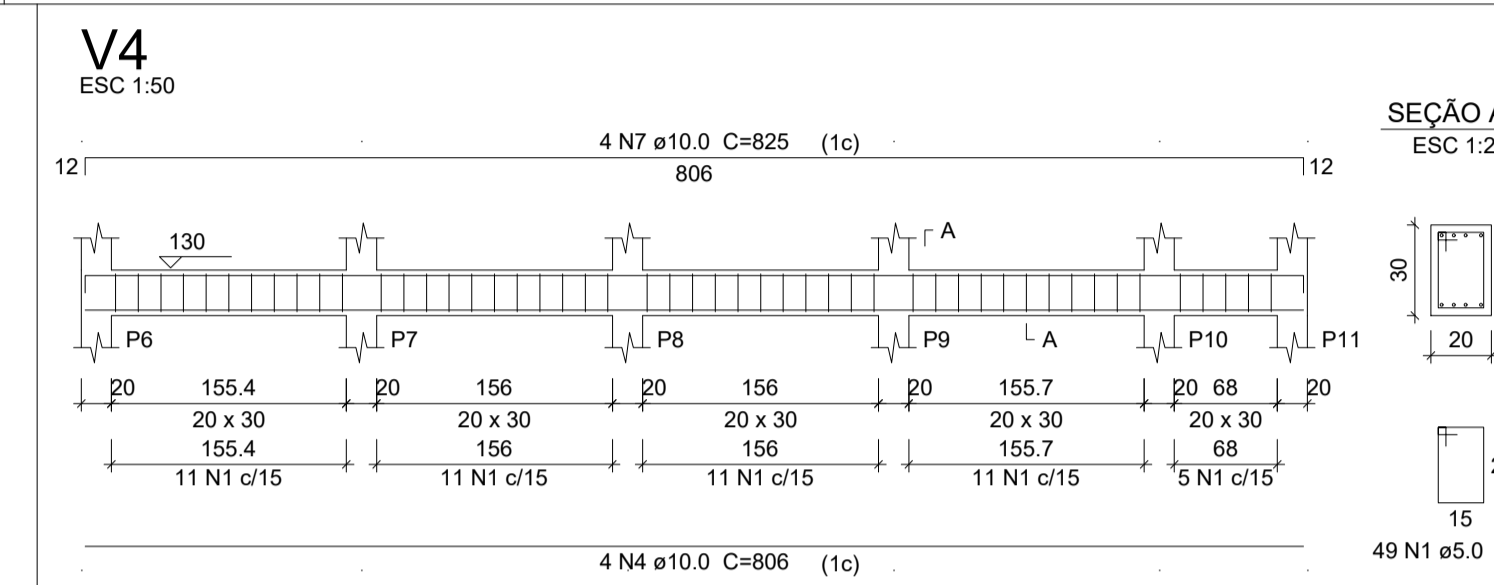 V4
ESC 1:50
SEÇÃO A
ESC 1:2
4 N7 ø10.0 C=825 (1c)
12 806 12
130
A
30
P6 P7 P8 P9 A P10 P11
20
20 155.4 20 156 20 156 20 155.7 20 68 20
20 x 30 20 x 30 20 x 30 20 x 30 20 x 30
155.4 156 156 155.7 68
11 N1 c/15 11 N1 c/15 11 N1 c/15 11 N1 c/15 5 N1 c/15
15
49 N1 ø5.0
4 N4 ø10.0 C=806 (1c)